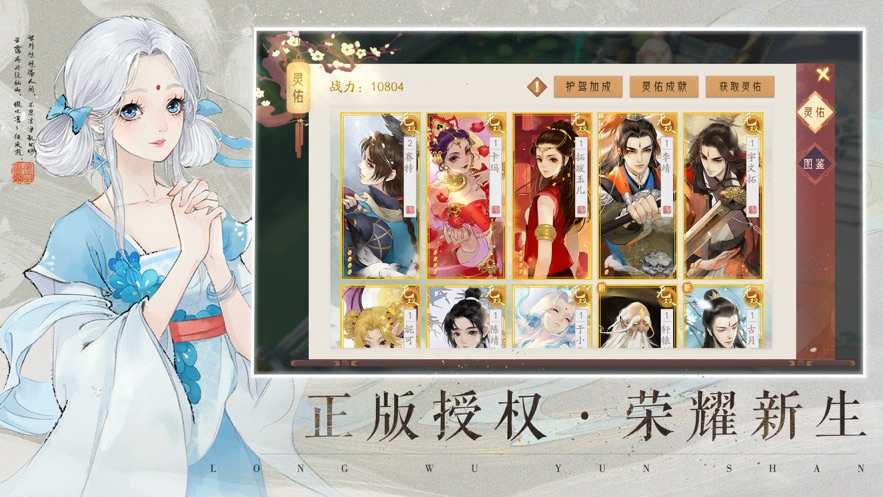 灵佑
战力：10804
护驾加成
灵佑成就
获取灵佑
灵佑
图鉴
2 赛特
1 卡玛
1 拓跋玉儿
1 李靖
1 宇文拓
1 妮可
1 陈靖
1 于小
新
1 轩辕
新
1 古月
正版授权·荣耀新生
LONG WU YUN SHAN